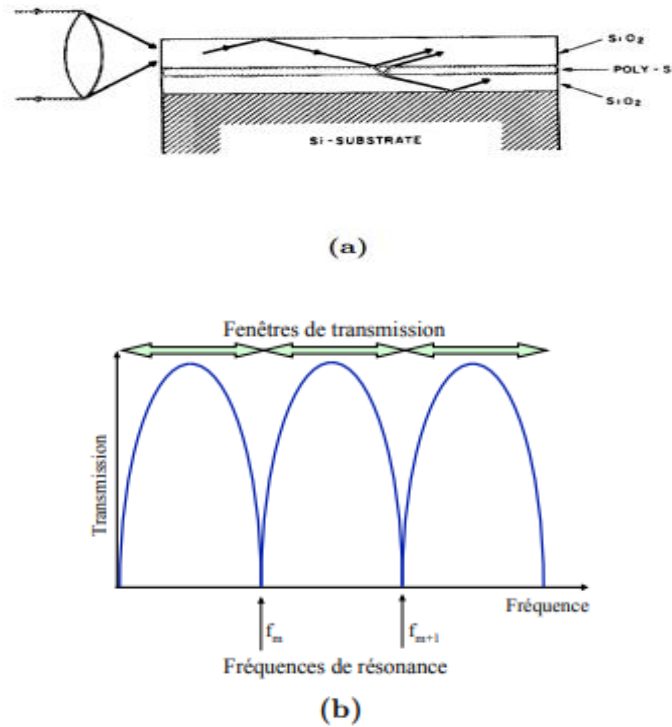 SiO2
POLY-S
SiO2
Si-SUBSTRATE
(a)
Fenêtres de transmission
Transmission
Fréquence
fm
fm+1
Fréquences de résonance
(b)